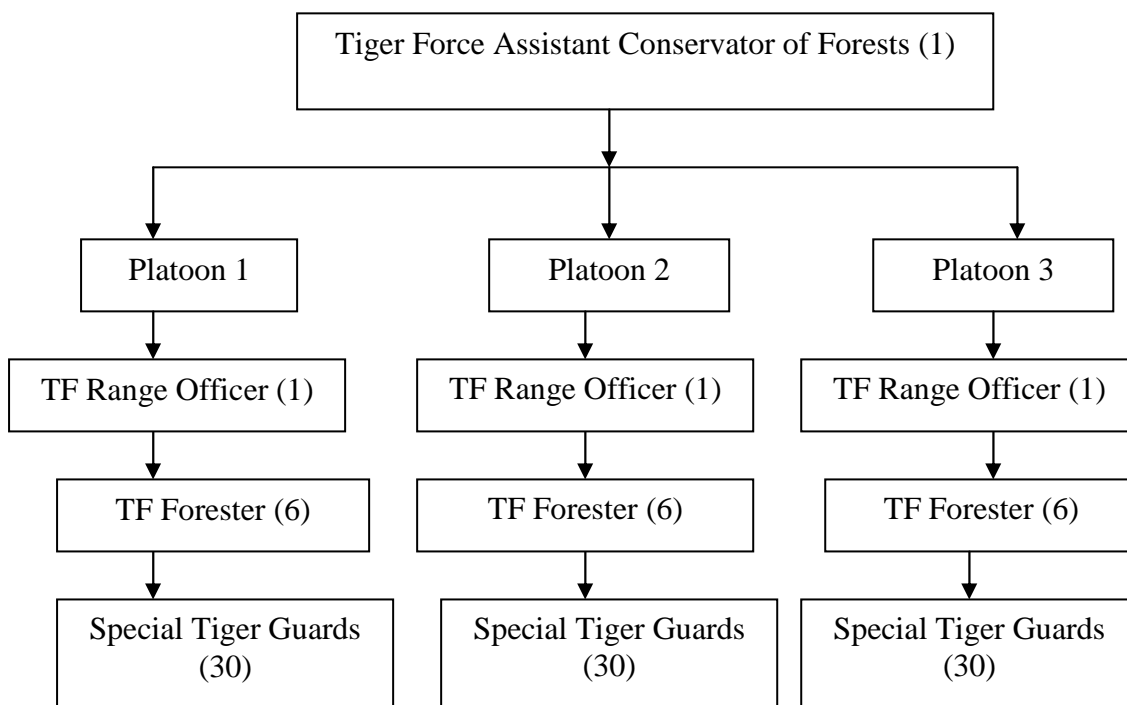 Tiger Force Assistant Conservator of Forests (1)
Platoon 1
Platoon 2
Platoon 3
TF Range Officer (1)
TF Range Officer (1)
TF Range Officer (1)
TF Forester (6)
TF Forester (6)
TF Forester (6)
Special Tiger Guards
(30)
Special Tiger Guards
(30)
Special Tiger Guards
(30)